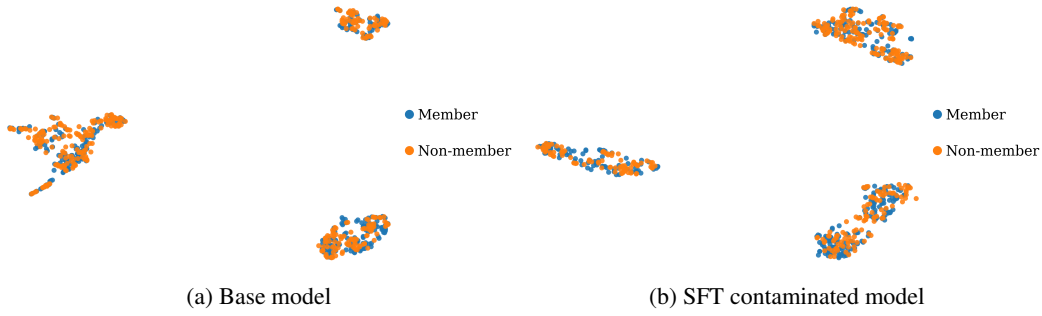 Member
Non-member
Member
Non-member
(a) Base model
(b) SFT contaminated model